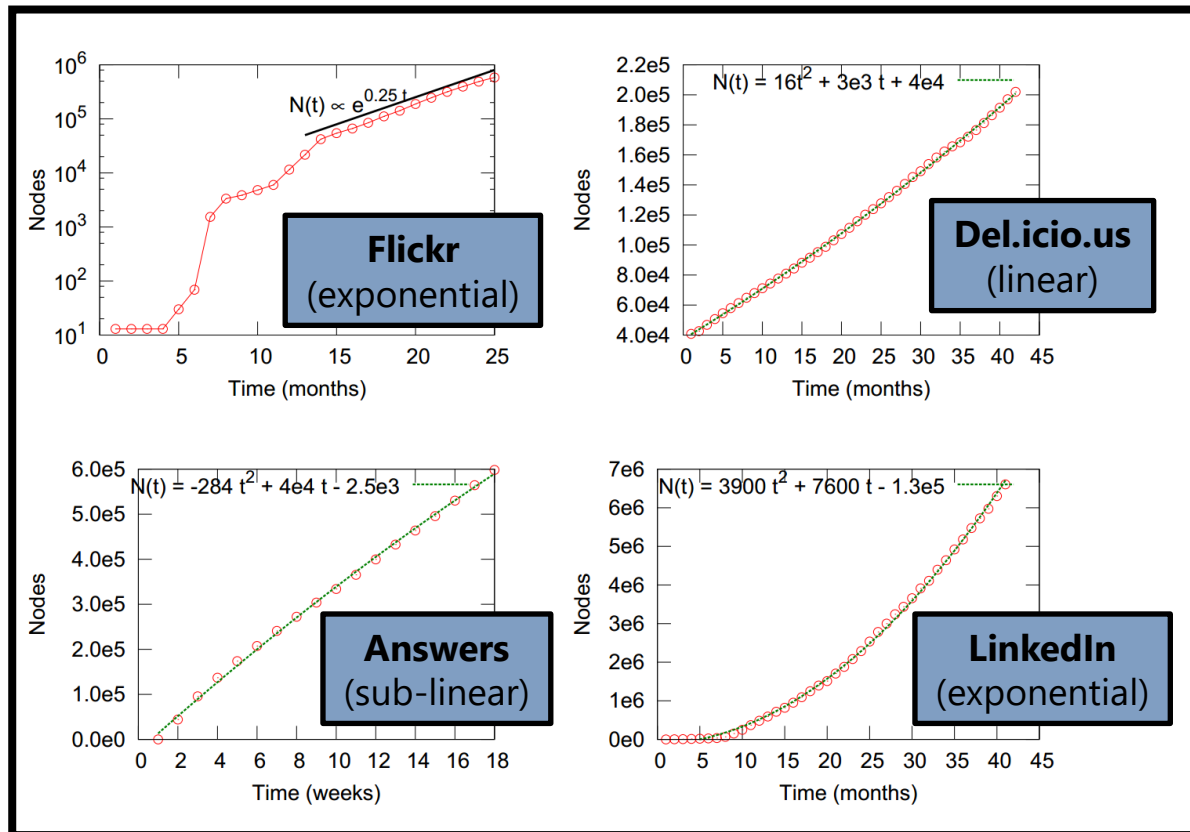 10^6
10^5
10^4
10^3
10^2
10^1
Nodes
N(t) ∝ e^0.25 t
Flickr
(exponential)
0 5 10 15 20 25
Time (months)
2.2e5
2.0e5
1.8e5
1.6e5
1.4e5
1.2e5
1.0e5
8.0e4
6.0e4
4.0e4
Nodes
N(t) = 16t^2 + 3e3 t + 4e4
Del.icio.us
(linear)
0 5 10 15 20 25 30 35 40 45
Time (months)
6.0e5
5.0e5
4.0e5
3.0e5
2.0e5
1.0e5
0.0e0
Nodes
N(t) = -284 t^2 + 4e4 t - 2.5e3
Answers
(sub-linear)
0 2 4 6 8 10 12 14 16 18
Time (weeks)
7e6
6e6
5e6
4e6
3e6
2e6
1e6
0e0
Nodes
N(t) = 3900 t^2 + 7600 t - 1.3e5
LinkedIn
(exponential)
0 5 10 15 20 25 30 35 40 45
Time (months)